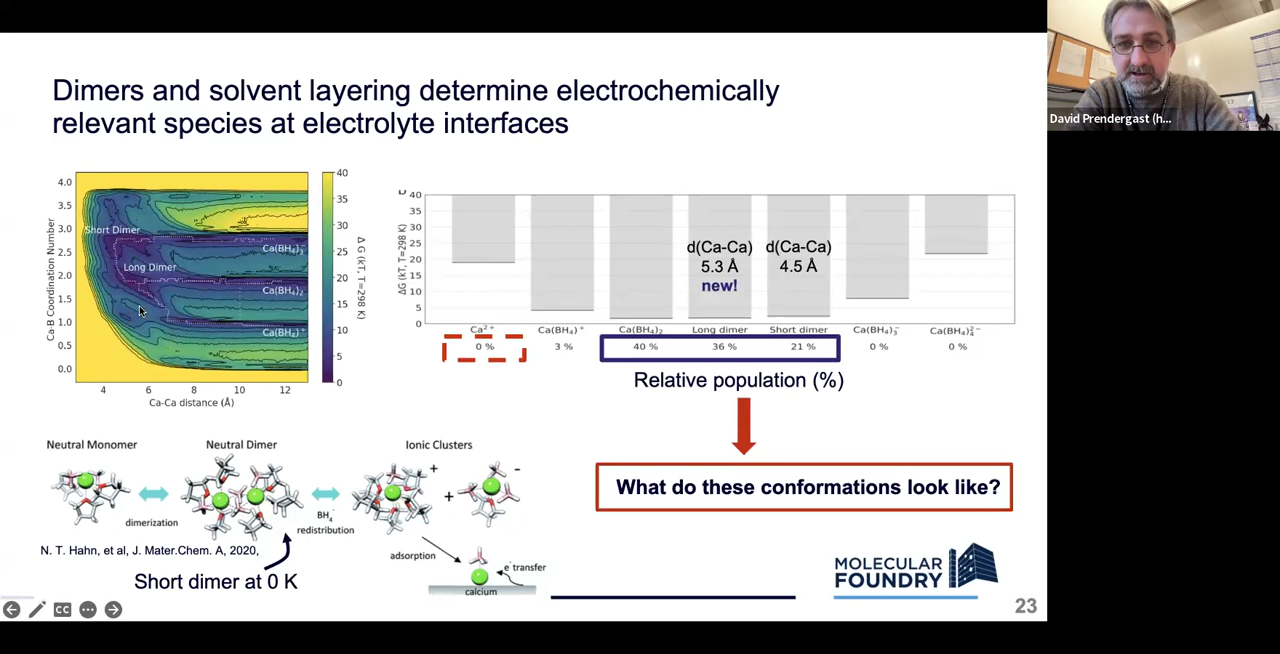 Dimers and solvent layering determine electrochemically
relevant species at electrolyte interfaces
David Prendergast (h...
4.0
3.5
3.0
2.5
2.0
1.5
1.0
0.5
0.0
Ca-B Coordination Number
4
6
8
10
12
Ca-Ca distance (Å)
Short Dimer
Long Dimer
Ca(BH₄)₃⁻
Ca(BH₄)₂
Ca(BH₄)⁺
40
35
30
25
20
15
10
5
0
Δ G (kT, T=298 K)
40
35
30
25
20
15
10
5
0
ΔG (kT, T=298 K)
d(Ca-Ca)
5.3 Å
new!
d(Ca-Ca)
4.5 Å
Ca²⁺ Ca(BH₄)⁺ Ca(BH₄)₂ Long dimer Short dimer Ca(BH₄)₃⁻ Ca(BH₄)₄²⁻
0 % 3 % 40 % 36 % 21 % 0 % 0 %
Relative population (%)
What do these conformations look like?
Neutral Monomer Neutral Dimer Ionic Clusters
+
-
+
dimerization
BH₄⁻
redistribution
adsorption
e⁻ transfer
calcium
N. T. Hahn, et al, J. Mater.Chem. A, 2020,
Short dimer at 0 K
MOLECULAR
FOUNDRY
CC
23